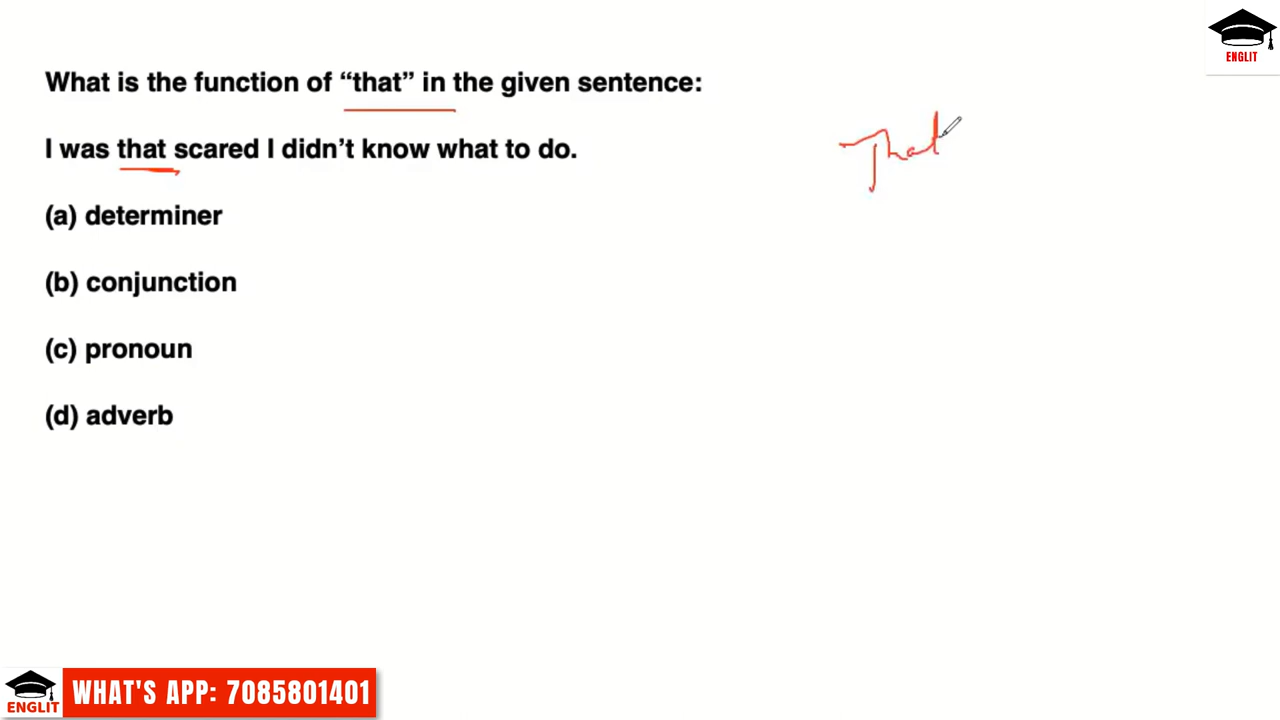 ENGLIT
What is the function of “that” in the given sentence:
That
I was that scared I didn’t know what to do.
(a) determiner
(b) conjunction
(c) pronoun
(d) adverb
ENGLIT
WHAT'S APP: 7085801401